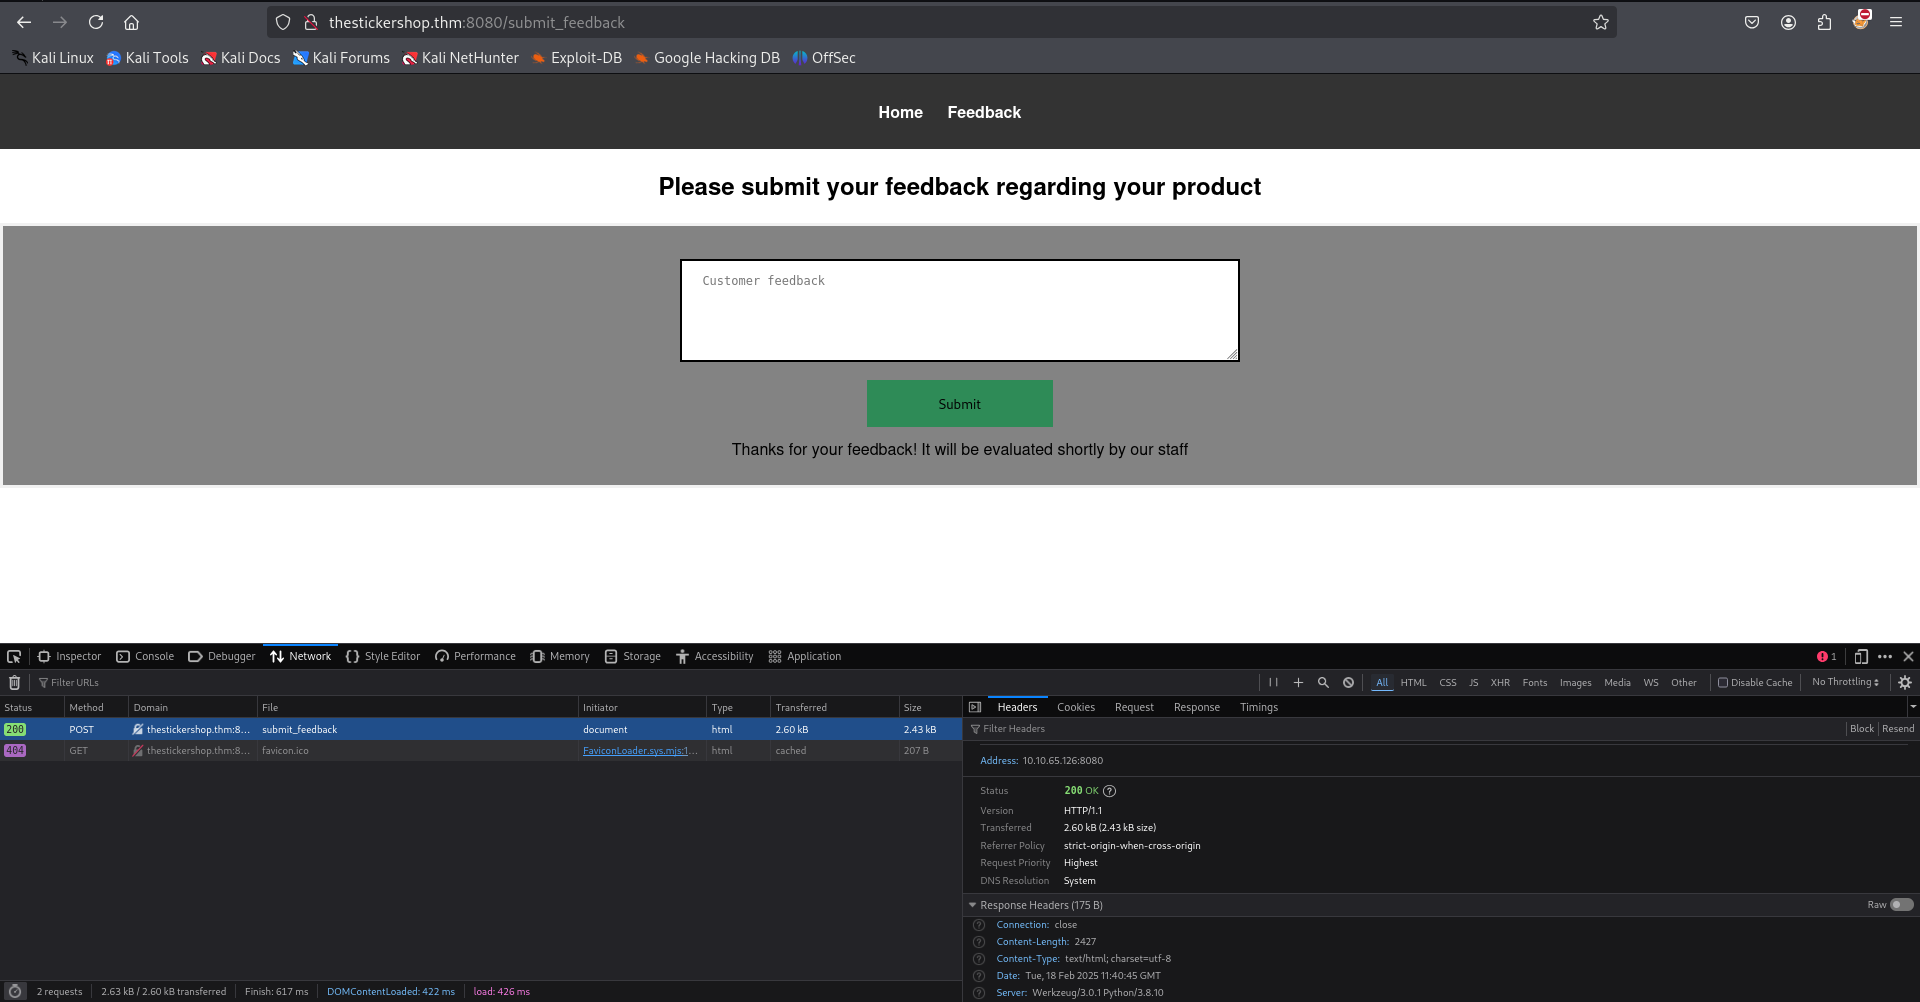 thestickershop.thm:8080/submit_feedback
Kali Linux Kali Tools Kali Docs Kali Forums Kali NetHunter Exploit-DB Google Hacking DB OffSec
Home Feedback
Please submit your feedback regarding your product
Customer feedback
Submit
Thanks for your feedback! It will be evaluated shortly by our staff
Inspector Console Debugger Network Style Editor Performance Memory Storage Accessibility Application 1
Filter URLs All HTML CSS JS XHR Fonts Images Media WS Other Disable Cache No Throttling
Status Method Domain File Initiator Type Transferred Size
200 POST thestickershop.thm:8... submit_feedback document html 2.60 kB 2.43 kB
404 GET thestickershop.thm:8... favicon.ico FaviconLoader.sys.mjs:1... html cached 207 B
Headers Cookies Request Response Timings
Filter Headers Block Resend
Address: 10.10.65.126:8080
Status 200 OK
Version HTTP/1.1
Transferred 2.60 kB (2.43 kB size)
Referrer Policy strict-origin-when-cross-origin
Request Priority Highest
DNS Resolution System
Response Headers (175 B) Raw
Connection: close
Content-Length: 2427
Content-Type: text/html; charset=utf-8
Date: Tue, 18 Feb 2025 11:40:45 GMT
Server: Werkzeug/3.0.1 Python/3.8.10
2 requests 2.63 kB / 2.60 kB transferred Finish: 617 ms DOMContentLoaded: 422 ms load: 426 ms